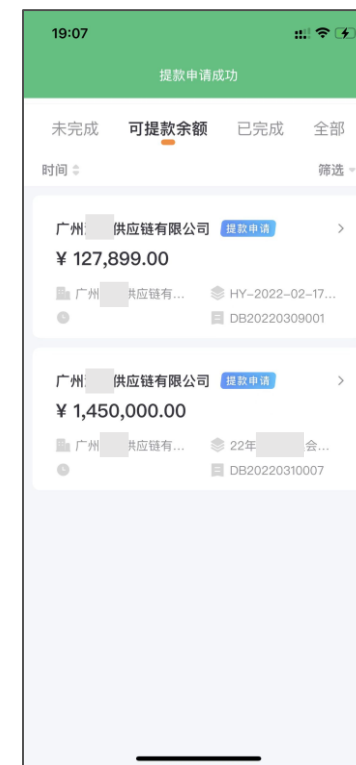 19:07
提款申请成功
未完成 可提款余额 已完成 全部
时间 筛选
广州 供应链有限公司 提款申请
¥ 127,899.00
广州 共应链有... HY-2022-02-17...
DB20220309001
广州 供应链有限公司 提款申请
¥ 1,450,000.00
广州 共应链有... 22年 会...
DB20220310007